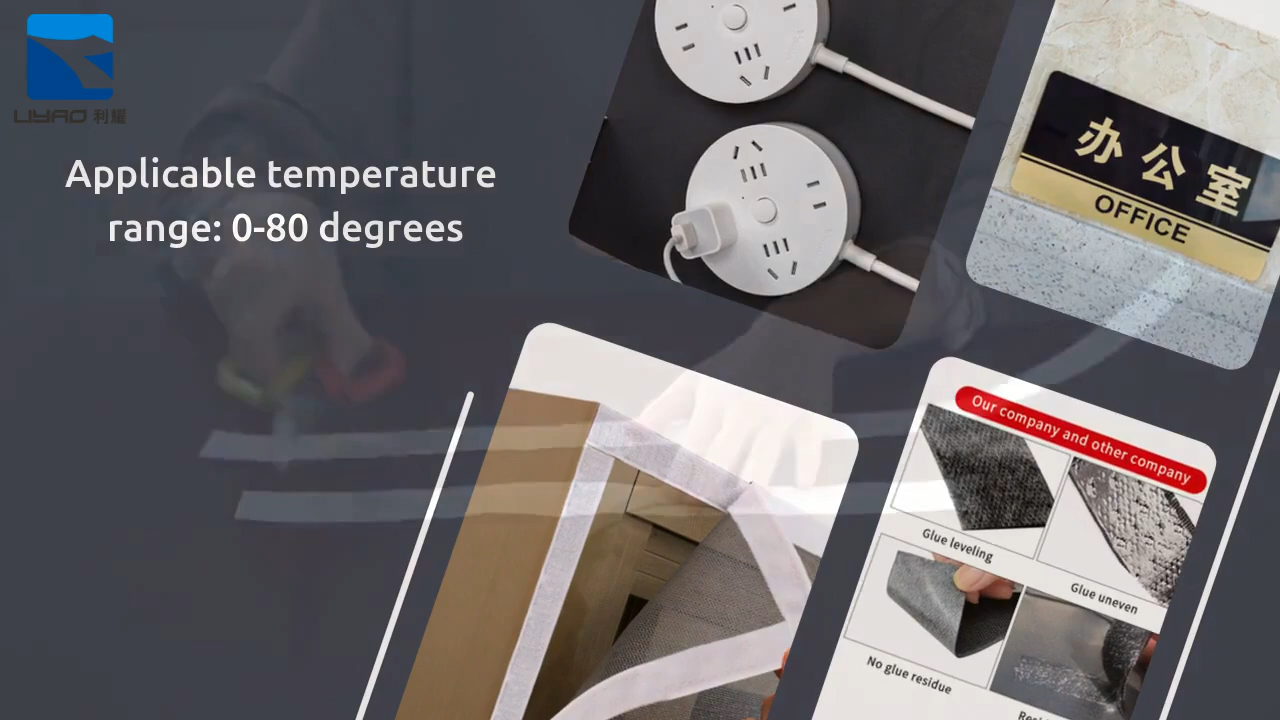 LIYAO 利耀
Applicable temperature
range: 0-80 degrees
办公室
OFFICE
Our company and other company
Glue leveling
Glue uneven
No glue residue